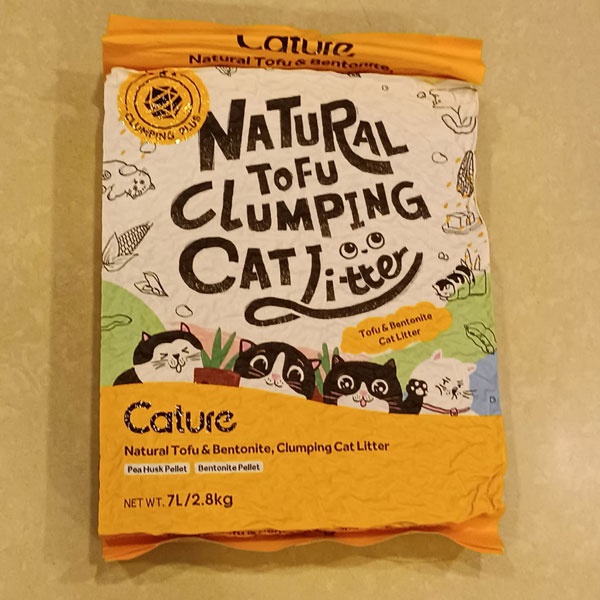 Cature
Natural Tofu & Bentonite,
CLUMPING PLUS
NATURAL
TOFU
CLUMPING
CAT Litter
Tofu & Bentonite
Cat Litter
Cature
Natural Tofu & Bentonite, Clumping Cat Litter
Pea Husk Pellet Bentonite Pellet
NET WT. 7L/2.8kg